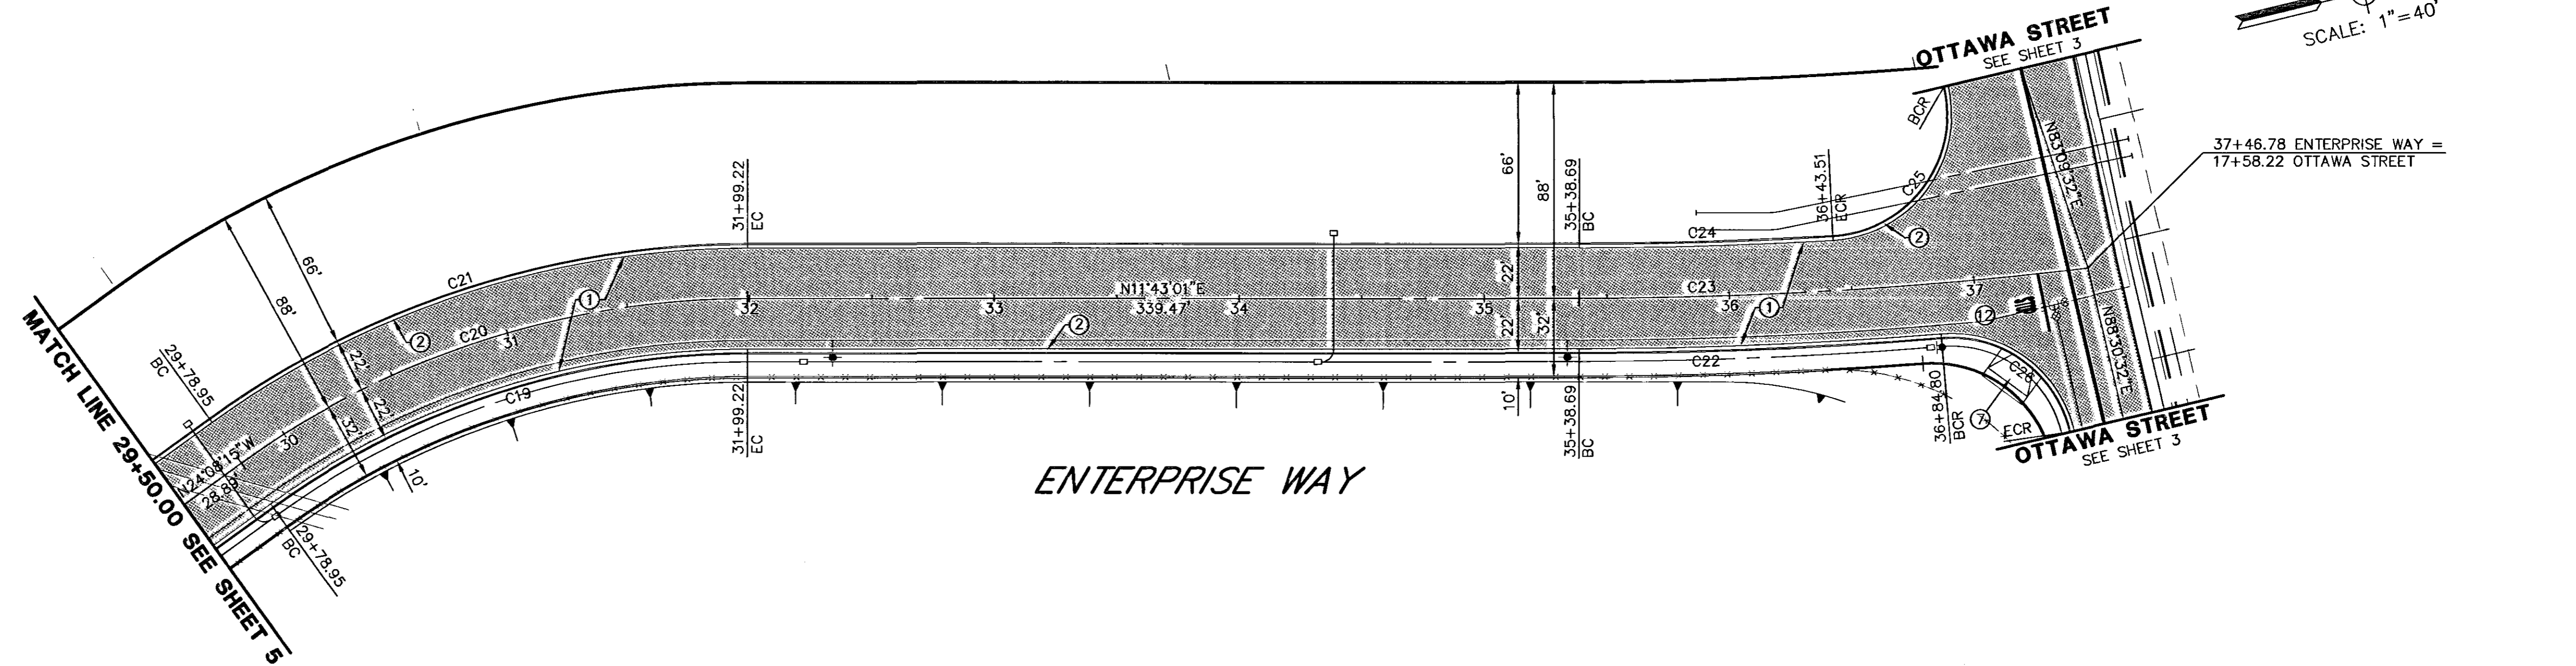 OTTAWA STREET
SEE SHEET 3
SCALE: 1"=40'
BCR
N83°09'32"E
37+46.78 ENTERPRISE WAY =
17+58.22 OTTAWA STREET
66'
88'
31+99.22
EC
35+38.69
BC
36+43.51
ECR
C25
C24
2
66'
88'
C21
1
N11°43'01"E
339.47'
22'
C23
32
33
34
35
36
37
1
22'
32'
2
C20
31
2
12
22'
22'
32'
29+78.95
BC
30
N24°08'15"W
28.89'
C19
10'
C22
N88°30'32"E
31+99.22
EC
10'
35+38.69
BC
36+84.80
BCR
7
ECR
OTTAWA STREET
SEE SHEET 3
MATCH LINE 29+50.00 SEE SHEET 5
29+78.95
BC
ENTERPRISE WAY